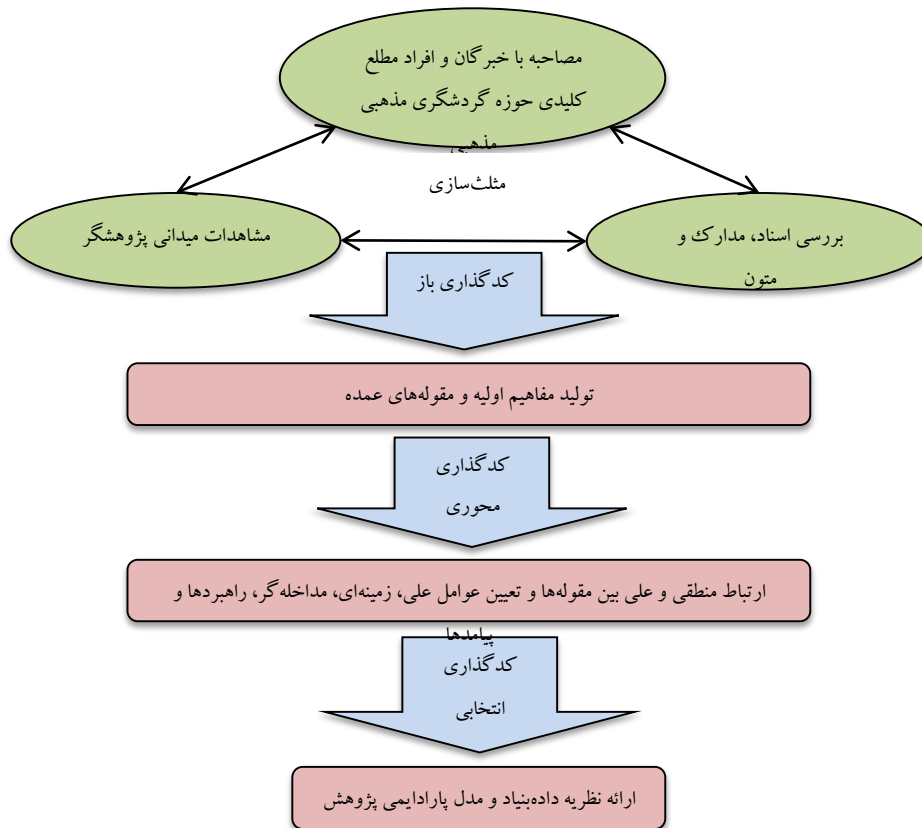 مصاحبه با خبرگان و افراد مطلع
کلیدی حوزه گردشگری مذهبی
مذهبی
مثلث‌سازی
بررسی اسناد، مدارک و
متون
مشاهدات میدانی پژوهشگر
کدگذاری باز
تولید مفاهیم اولیه و مقوله‌های عمده
کدگذاری
محوری
ارتباط منطقی و علی بین مقوله‌ها و تعیین عوامل علی، زمینه‌ای، مداخله‌گر، راهبردها و
پیامدها
کدگذاری
انتخابی
ارائه نظریه داده‌بنیاد و مدل پارادایمی پژوهش